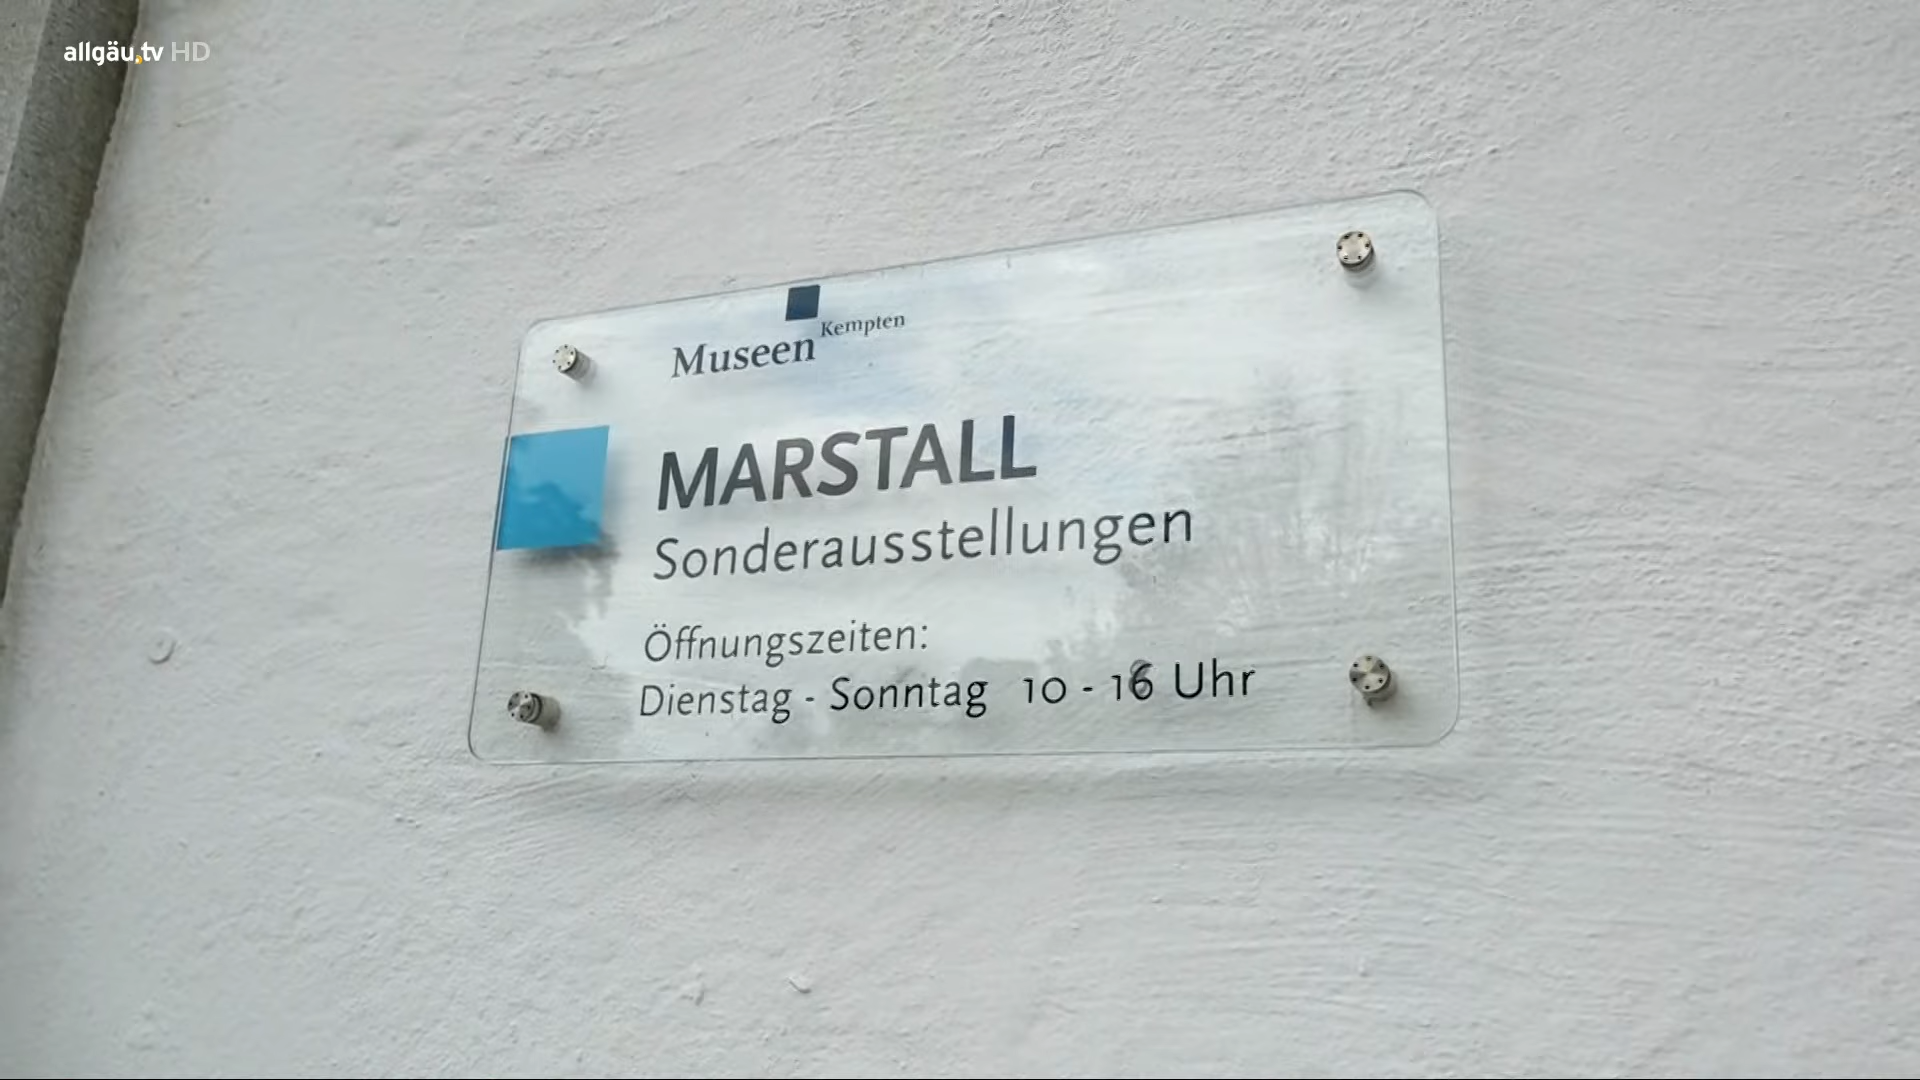 allgäu.tv HD
Museen Kempten
MARSTALL
Sonderausstellungen
Öffnungszeiten:
Dienstag - Sonntag 10 - 16 Uhr